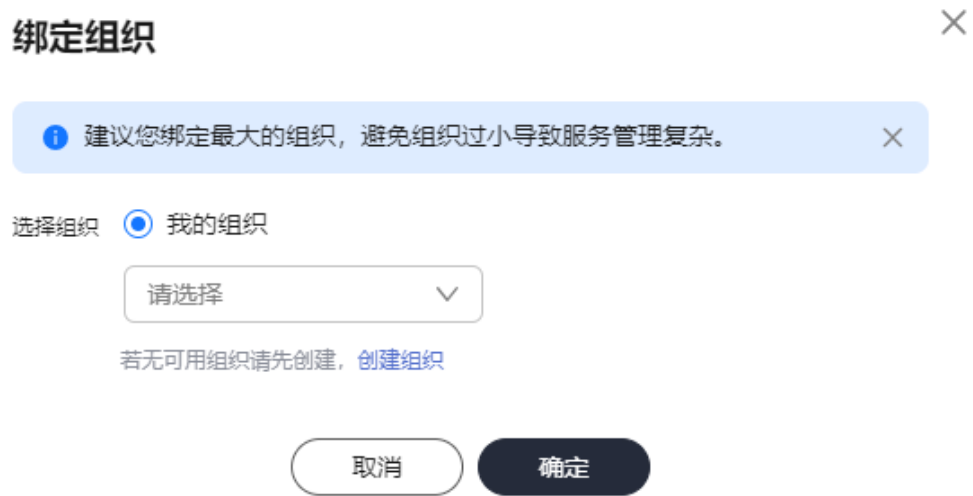 绑定组织
建议您绑定最大的组织，避免组织过小导致服务管理复杂。
选择组织 我的组织
请选择
若无可用组织请先创建，创建组织
取消 确定